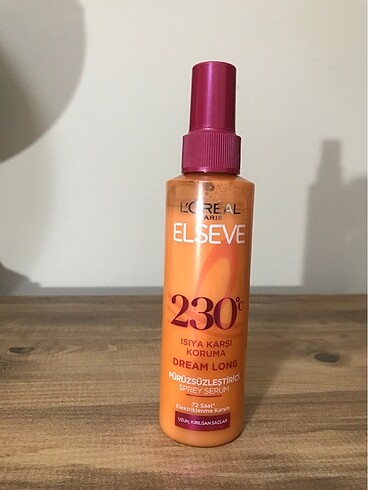 L'ORÉAL
PARIS
ELSEVE
230°C
ISIYA KARŞI
KORUMA
DREAM LONG
PÜRÜZSÜZLEŞTİRİCİ
SPREY SERUM
72 Saat*
Elektriklenme Karşıtı
UZUN, KIRILGAN SAÇLAR